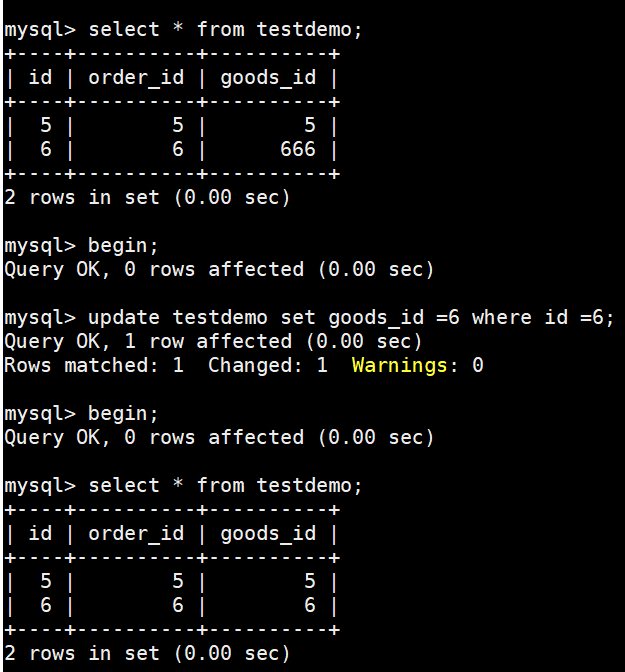 mysql> select * from testdemo;
+----+----------+----------+
| id | order_id | goods_id |
+----+----------+----------+
|  5 |        5 |        5 |
|  6 |        6 |      666 |
+----+----------+----------+
2 rows in set (0.00 sec)
mysql> begin;
Query OK, 0 rows affected (0.00 sec)
mysql> update testdemo set goods_id =6 where id =6;
Query OK, 1 row affected (0.00 sec)
Rows matched: 1  Changed: 1  Warnings: 0
mysql> begin;
Query OK, 0 rows affected (0.00 sec)
mysql> select * from testdemo;
+----+----------+----------+
| id | order_id | goods_id |
+----+----------+----------+
|  5 |        5 |        5 |
|  6 |        6 |        6 |
+----+----------+----------+
2 rows in set (0.00 sec)